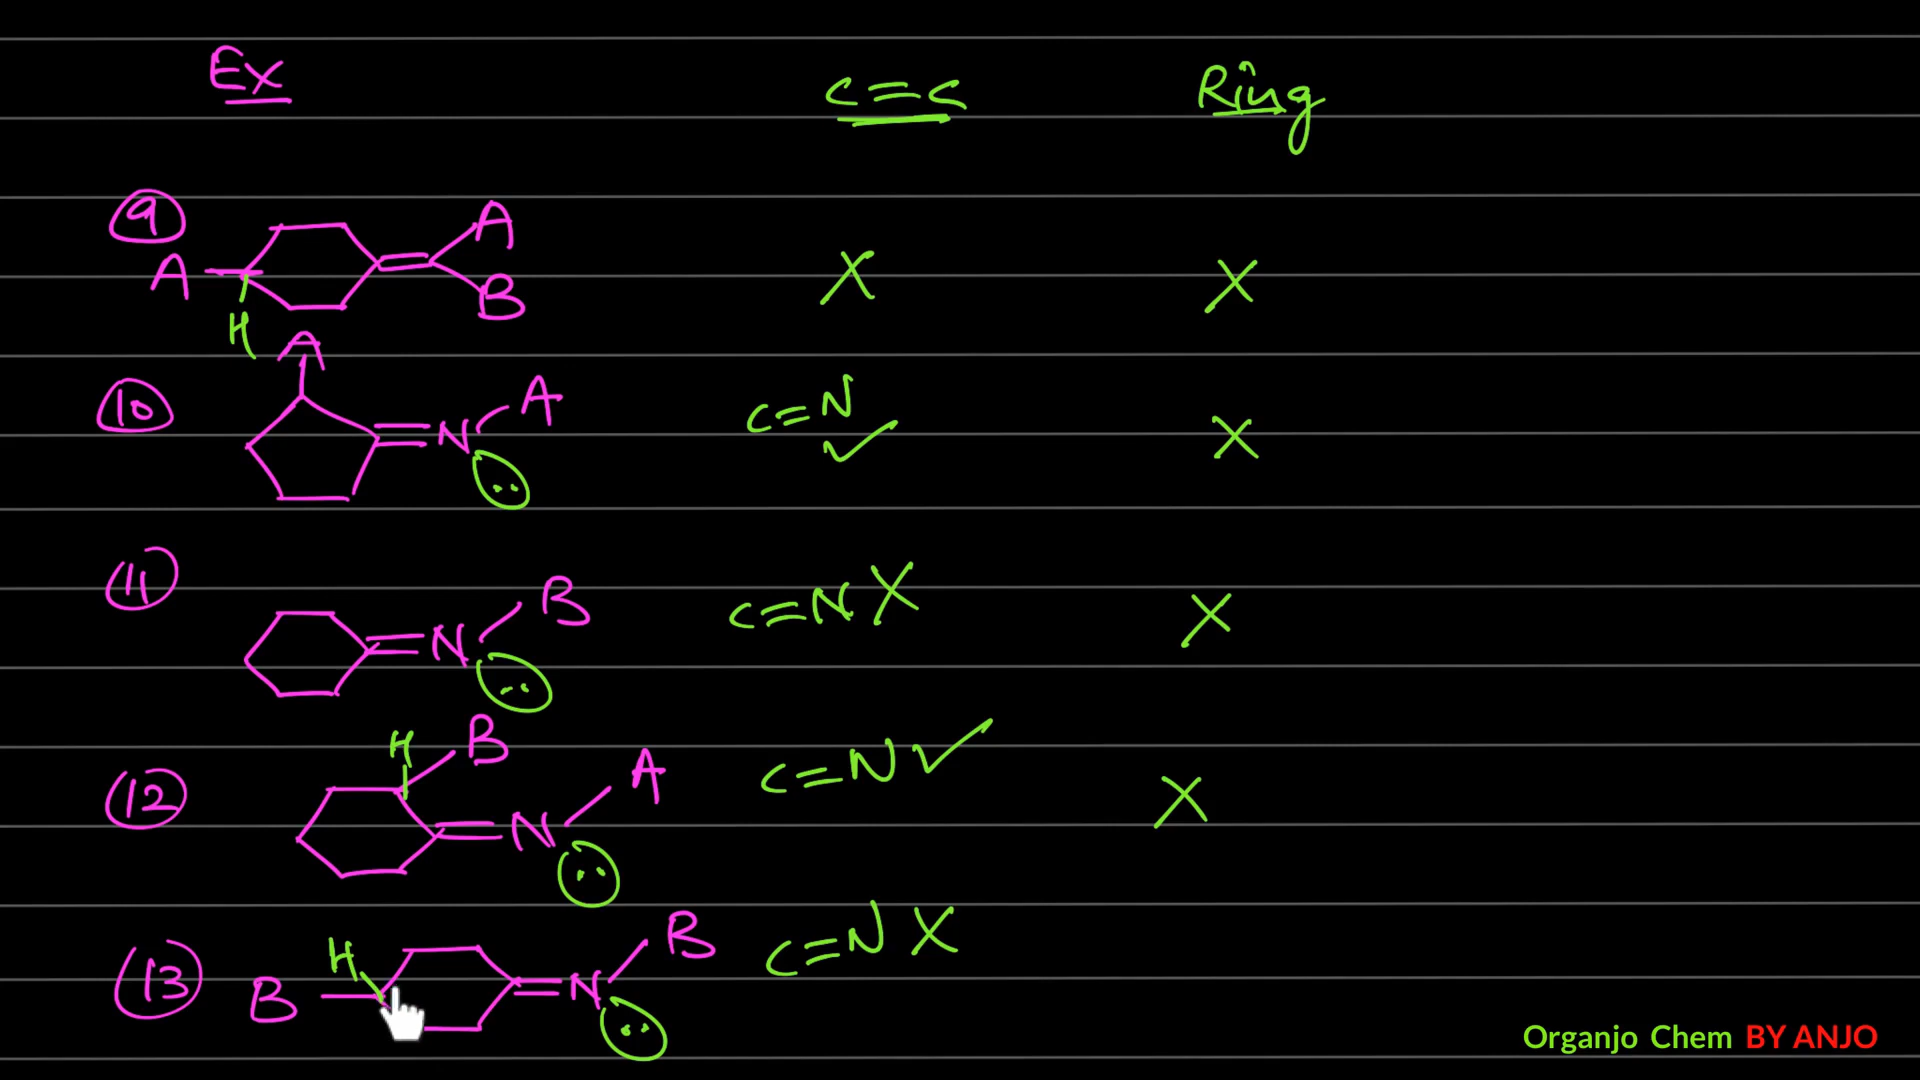 Ex
C=C
Ring
9
A
A
B
H
X
X
10
A
N
A
C=N
✓
X
11
N
B
C=N X
X
12
H
B
N
A
C=N ✓
X
13
B
H
N
B
C=N X
Organjo Chem BY ANJO